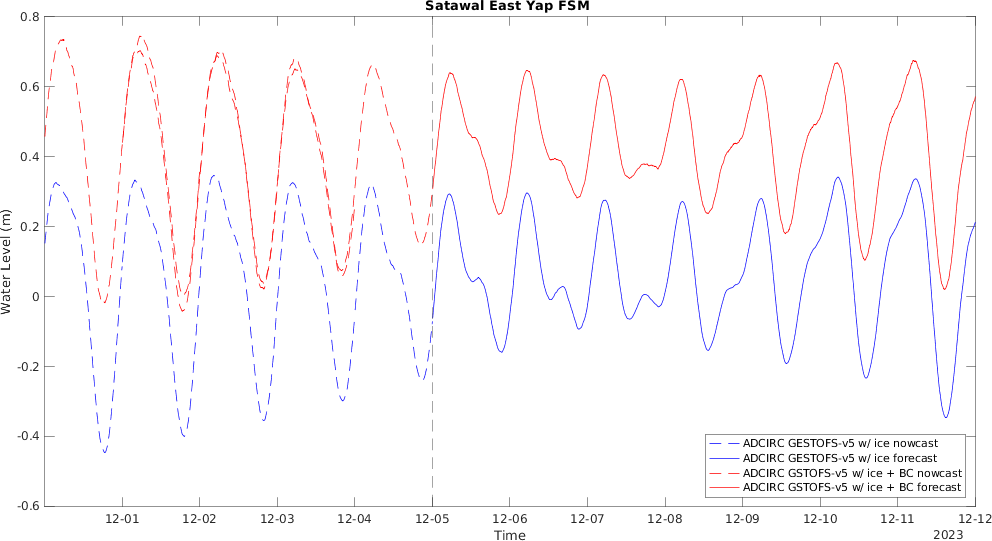 Satawal East Yap FSM
0.8
0.6
0.4
0.2
0
-0.2
-0.4
-0.6
Water Level (m)
ADCIRC GESTOFS-v5 w/ ice nowcast
ADCIRC GESTOFS-v5 w/ ice forecast
ADCIRC GSTOFS-v5 w/ ice + BC nowcast
ADCIRC GSTOFS-v5 w/ ice + BC forecast
12-01 12-02 12-03 12-04 12-05 12-06 12-07 12-08 12-09 12-10 12-11 12-12
Time
2023